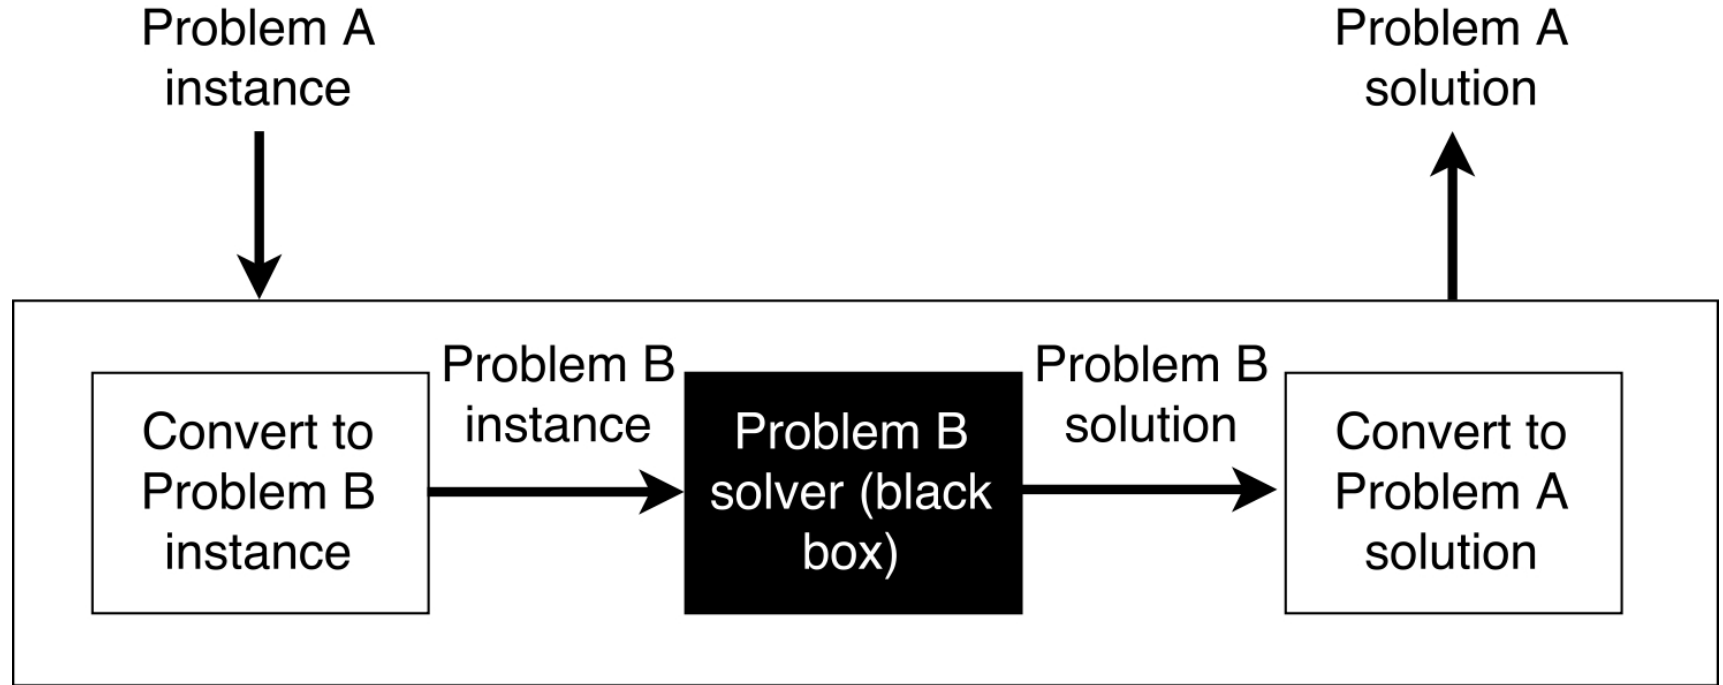 Problem A
instance
Problem A
solution
Problem B
instance
Problem B
solution
Convert to
Problem B
instance
Problem B
solver (black
box)
Convert to
Problem A
solution